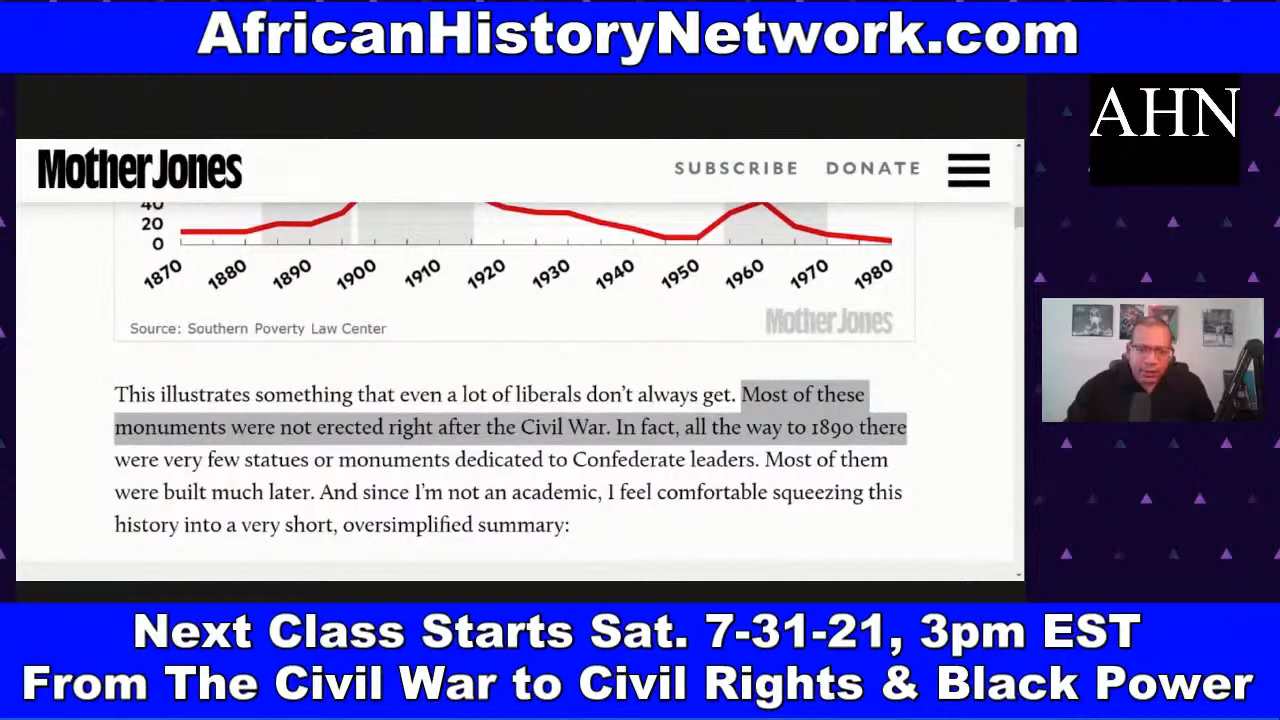 AfricanHistoryNetwork.com
AHN
Mother Jones
SUBSCRIBE DONATE
40
20
0
1870 1880 1890 1900 1910 1920 1930 1940 1950 1960 1970 1980
Source: Southern Poverty Law Center
Mother Jones
This illustrates something that even a lot of liberals don't always get. Most of these
monuments were not erected right after the Civil War. In fact, all the way to 1890 there
were very few statues or monuments dedicated to Confederate leaders. Most of them
were built much later. And since I'm not an academic, I feel comfortable squeezing this
history into a very short, oversimplified summary:
Next Class Starts Sat. 7-31-21, 3pm EST
From The Civil War to Civil Rights & Black Power